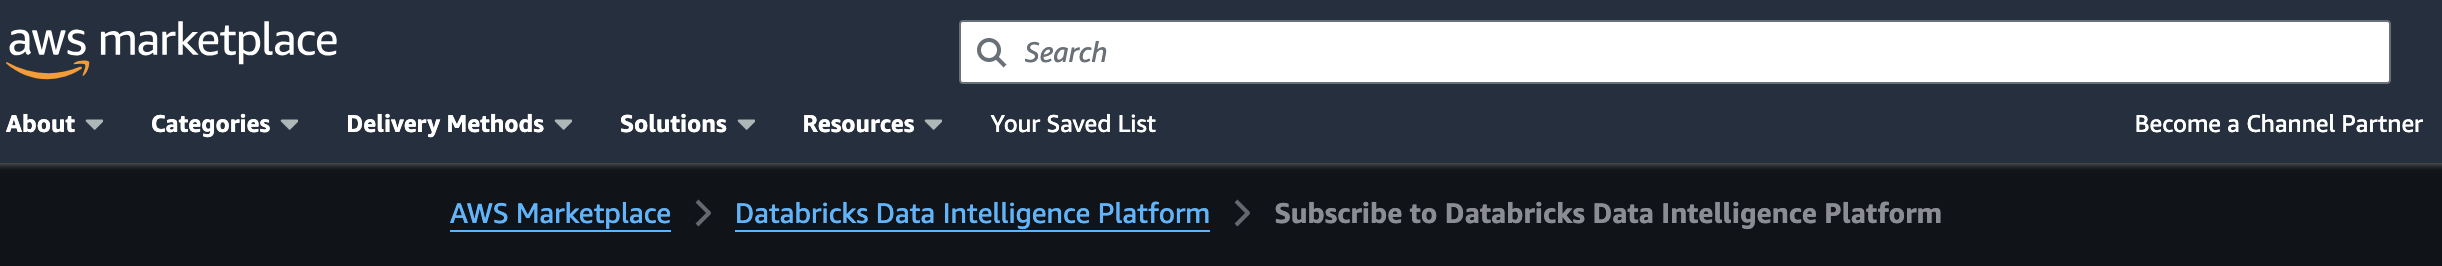 aws marketplace
Search
About Categories Delivery Methods Solutions Resources Your Saved List Become a Channel Partner
AWS Marketplace > Databricks Data Intelligence Platform > Subscribe to Databricks Data Intelligence Platform